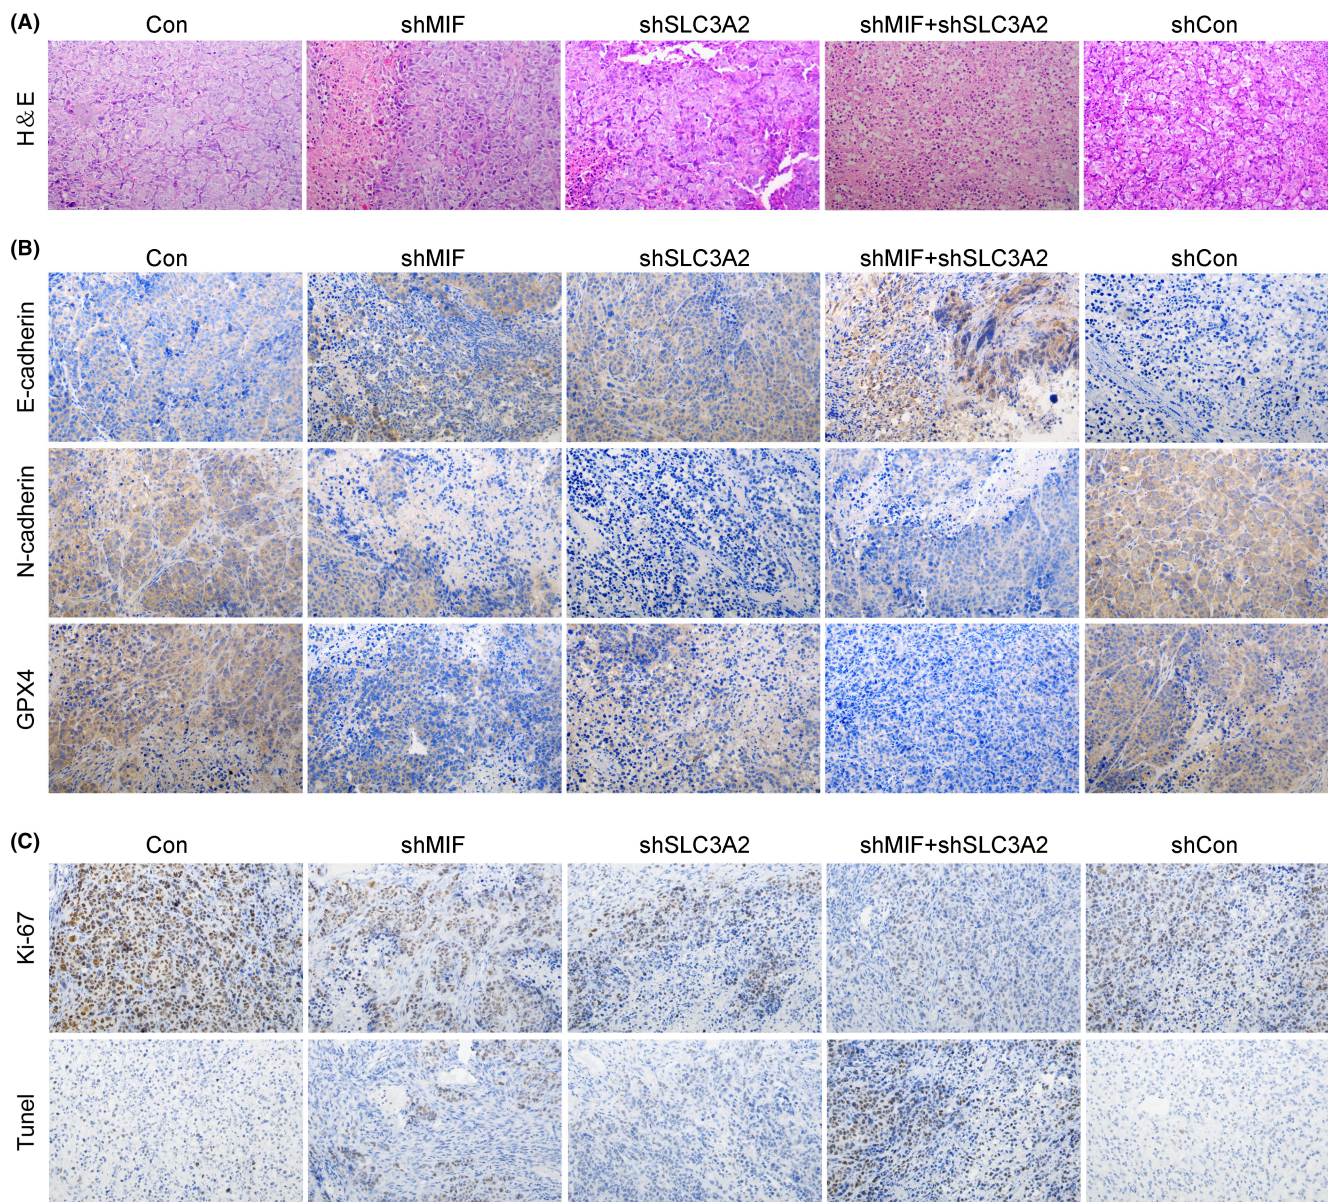 (A)
Con shMIF shSLC3A2 shMIF+shSLC3A2 shCon
H&E
(B)
Con shMIF shSLC3A2 shMIF+shSLC3A2 shCon
E-cadherin
N-cadherin
GPX4
(C)
Con shMIF shSLC3A2 shMIF+shSLC3A2 shCon
Ki-67
Tunel